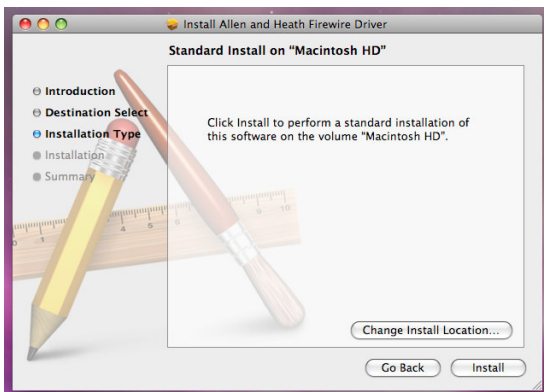 Install Allen and Heath Firewire Driver
Standard Install on “Macintosh HD”
Introduction
Destination Select
Installation Type
Installation
Summary
Click Install to perform a standard installation of
this software on the volume "Macintosh HD".
Change Install Location...
Go Back
Install